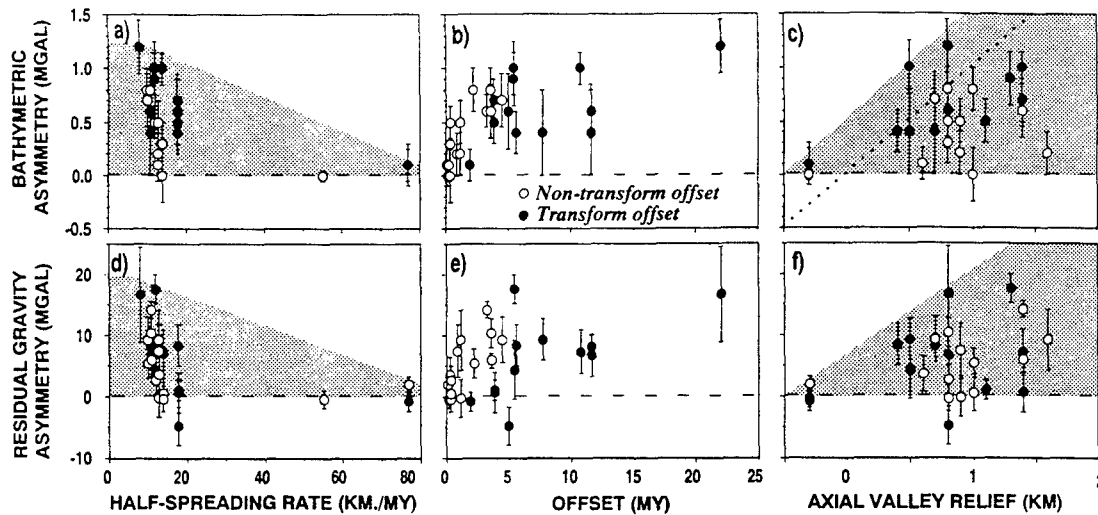 BATHYMETRIC
ASYMMETRY (MGAL)
1.5
1.0
0.5
0.0
-0.5
a)
b)
c)
Non-transform offset
Transform offset
RESIDUAL GRAVITY
ASYMMETRY (MGAL)
20
10
0
-10
d)
e)
f)
0 20 40 60 80
HALF-SPREADING RATE (KM./MY)
0 5 10 15 20 25
OFFSET (MY)
0 1 2
AXIAL VALLEY RELIEF (KM)